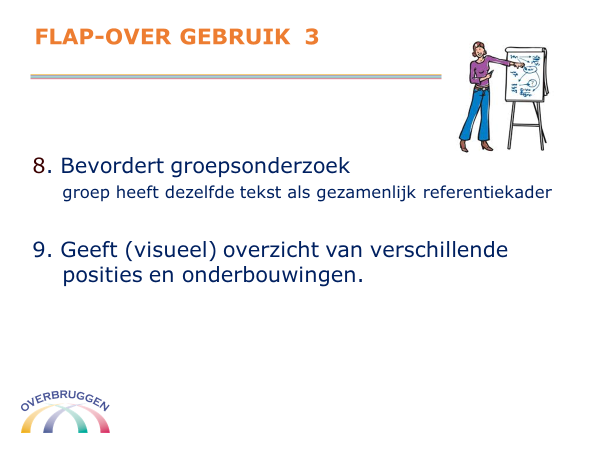 FLAP-OVER GEBRUIK 3
8. Bevordert groepsonderzoek
groep heeft dezelfde tekst als gezamenlijk referentiekader
9. Geeft (visueel) overzicht van verschillende
posities en onderbouwingen.
OVERBRUGGEN